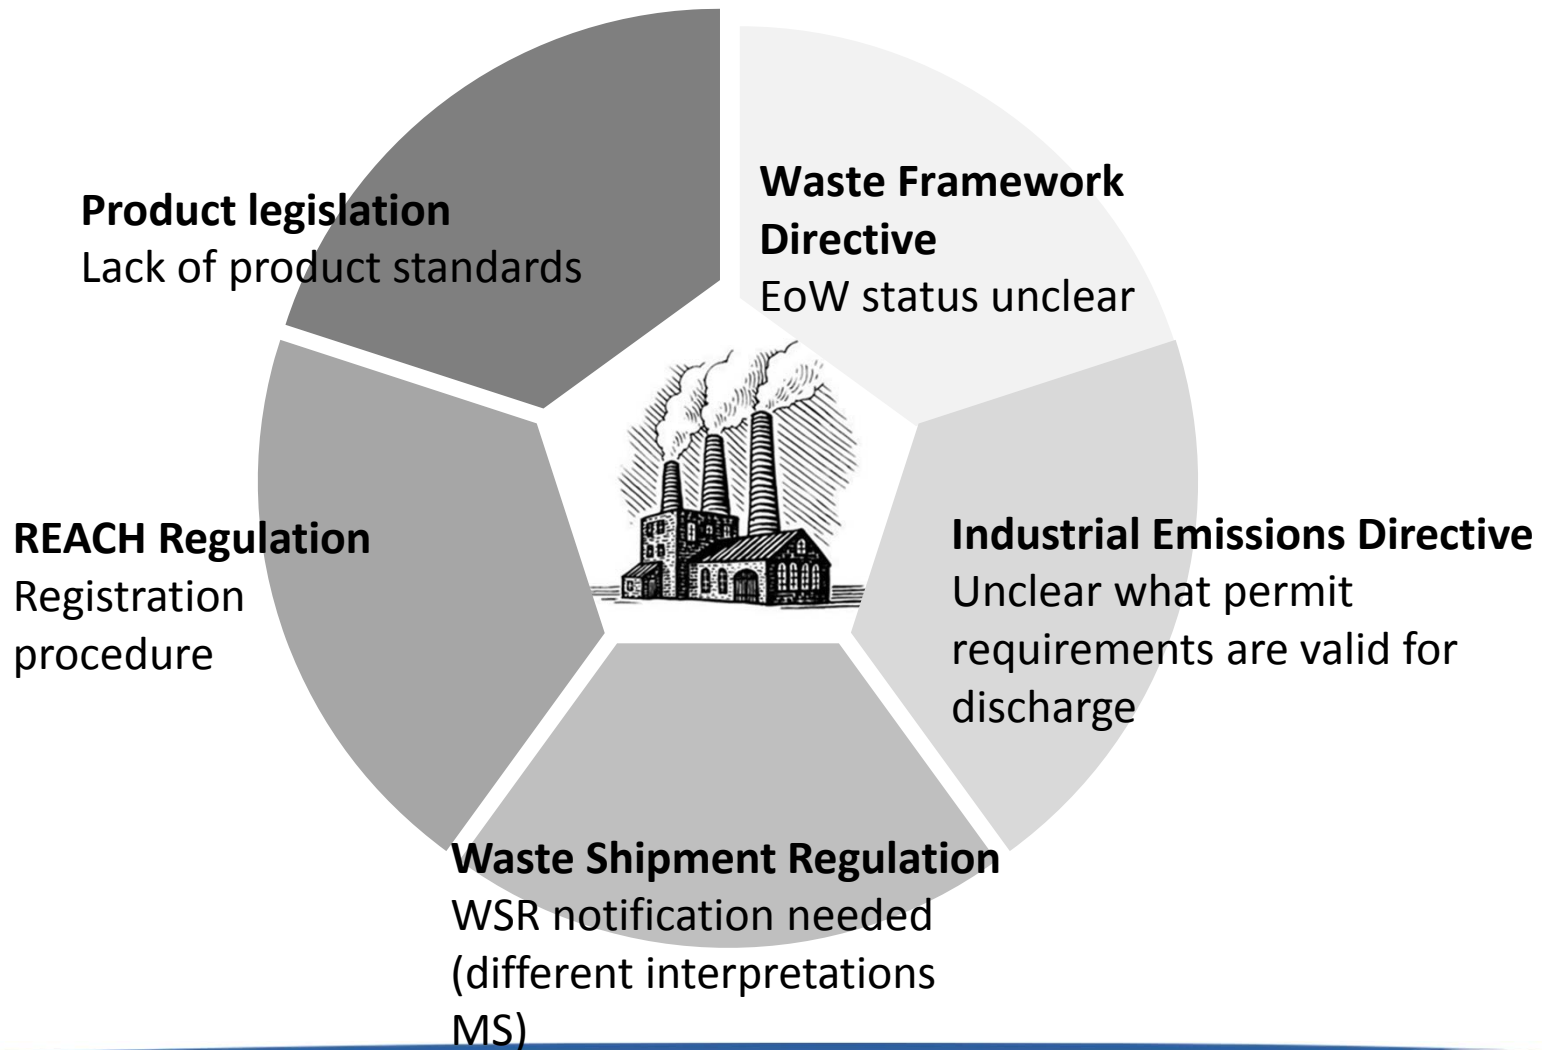 Product legislation
Lack of product standards
Waste Framework
Directive
EoW status unclear
REACH Regulation
Registration
procedure
Industrial Emissions Directive
Unclear what permit
requirements are valid for
discharge
Waste Shipment Regulation
WSR notification needed
(different interpretations
MS)